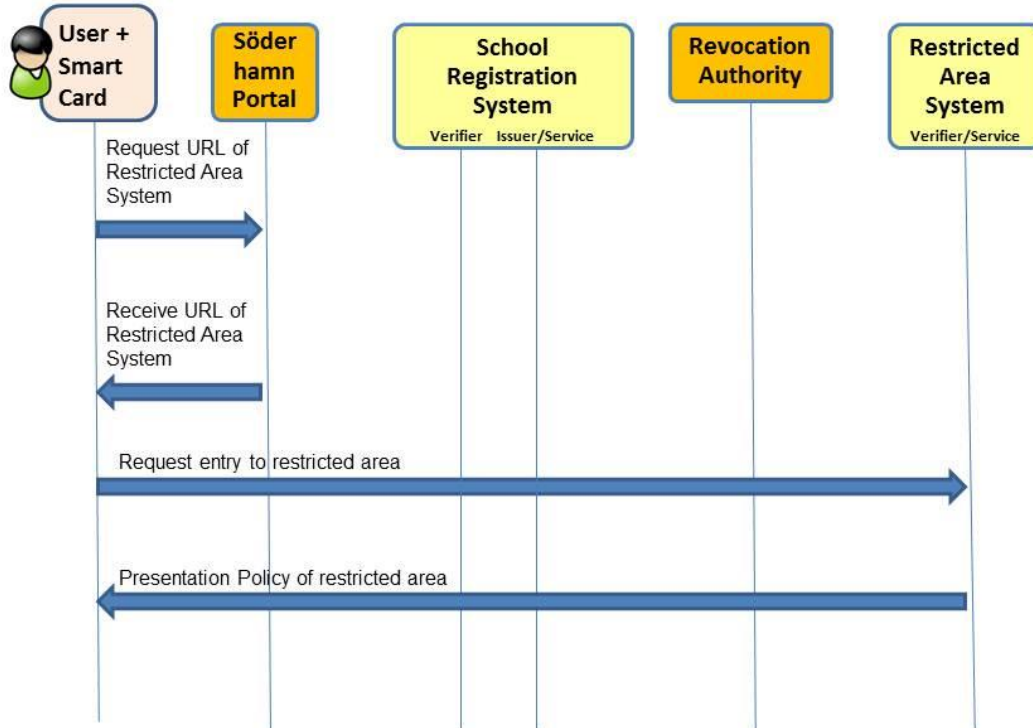 User +
Smart
Card
Söder
hamn
Portal
School
Registration
System
Verifier Issuer/Service
Revocation
Authority
Restricted
Area
System
Verifier/Service
Request URL of
Restricted Area
System
Receive URL of
Restricted Area
System
Request entry to restricted area
Presentation Policy of restricted area